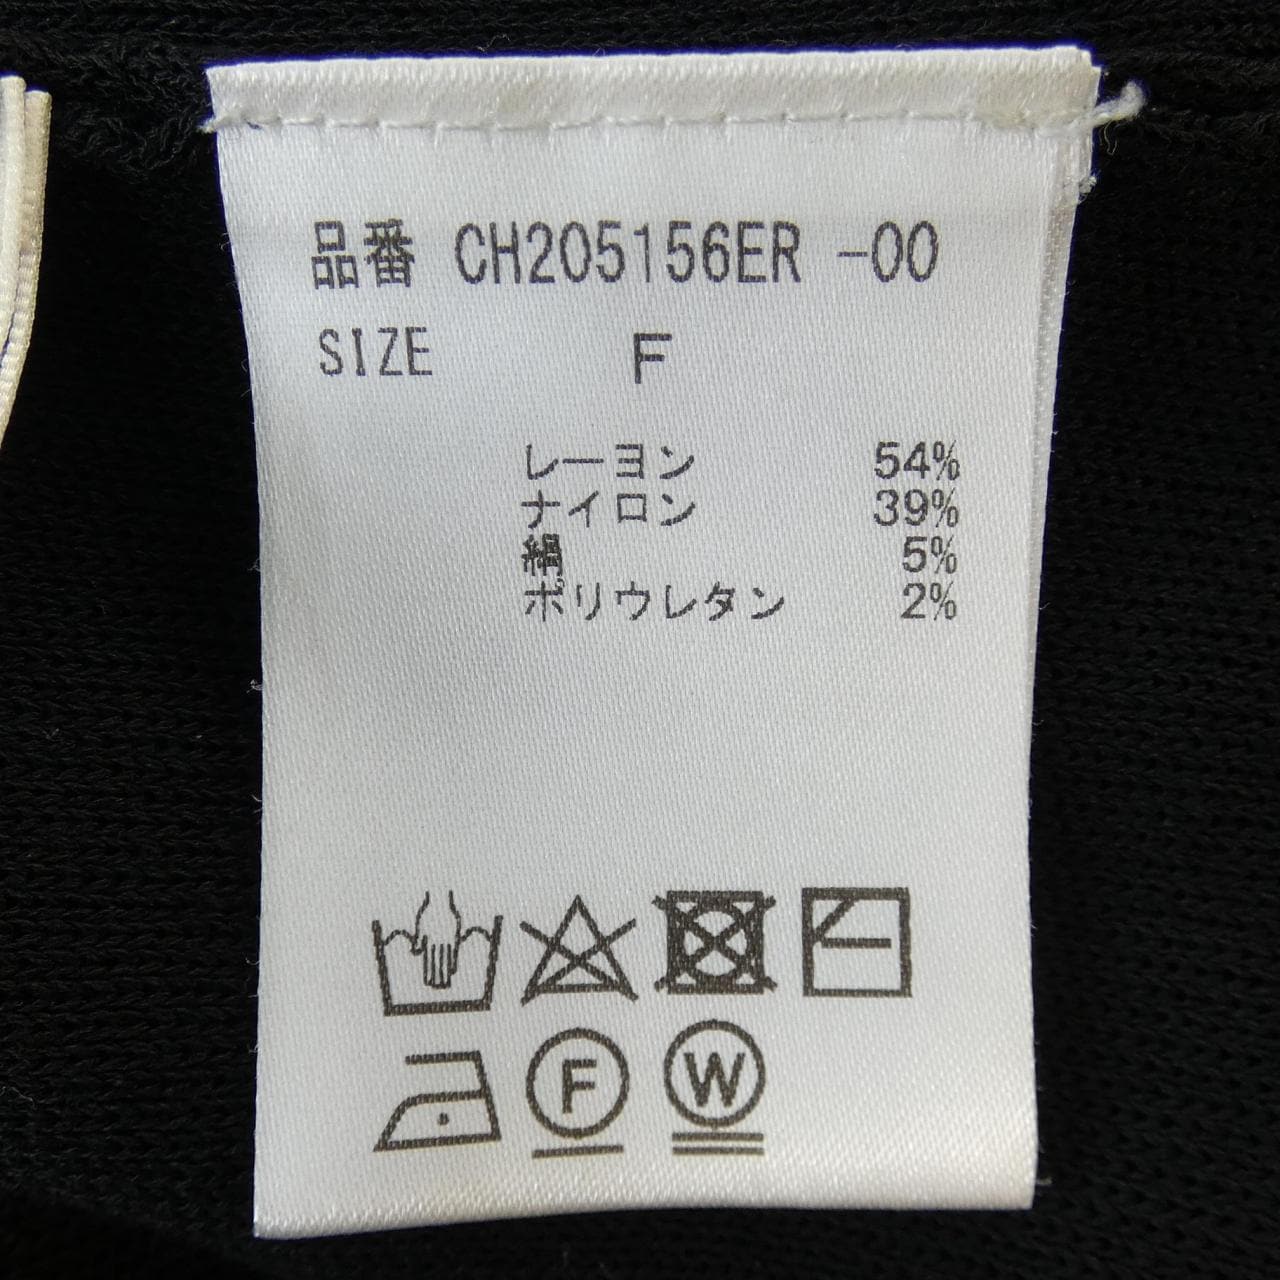 品番 CH205156ER -00
SIZE F
レーヨン 54%
ナイロン 39%
絹 5%
ポリウレタン 2%
F W